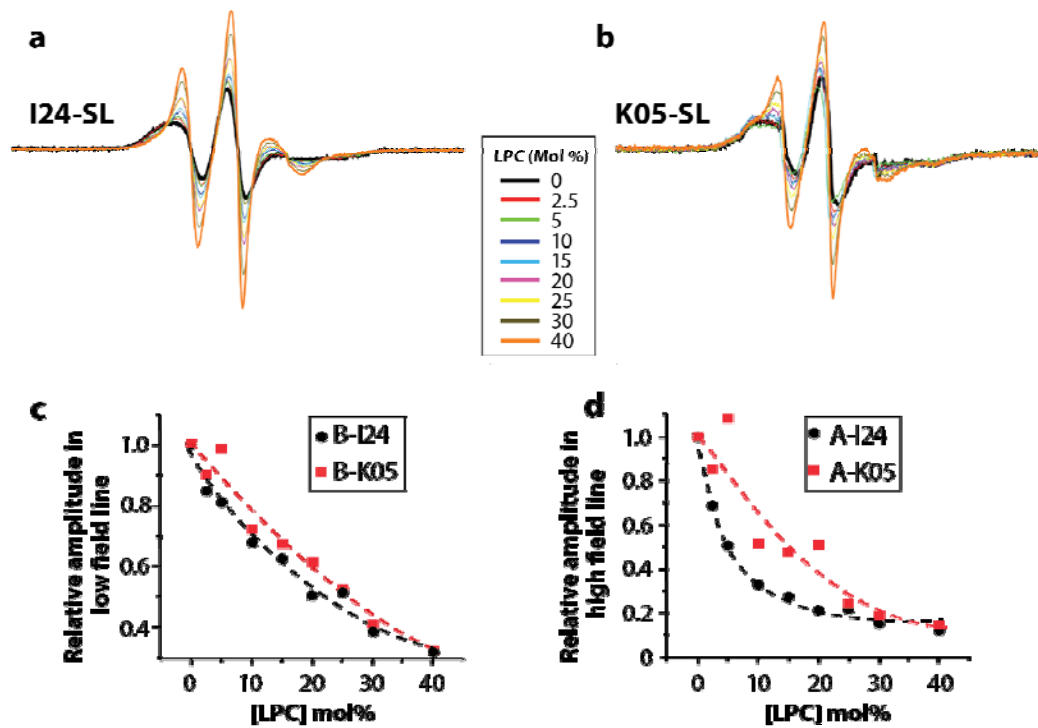 a
I24-SL
b
K05-SL
LPC (Mol %)
0
2.5
5
10
15
20
25
30
40
c
Relative amplitude in
low field line
1.0
0.8
0.6
0.4
B-I24
B-K05
0 10 20 30 40
[LPC] mol%
d
Relative amplitude in
high field line
1.0
0.8
0.6
0.4
0.2
0.0
A-I24
A-K05
0 10 20 30 40
[LPC] mol%